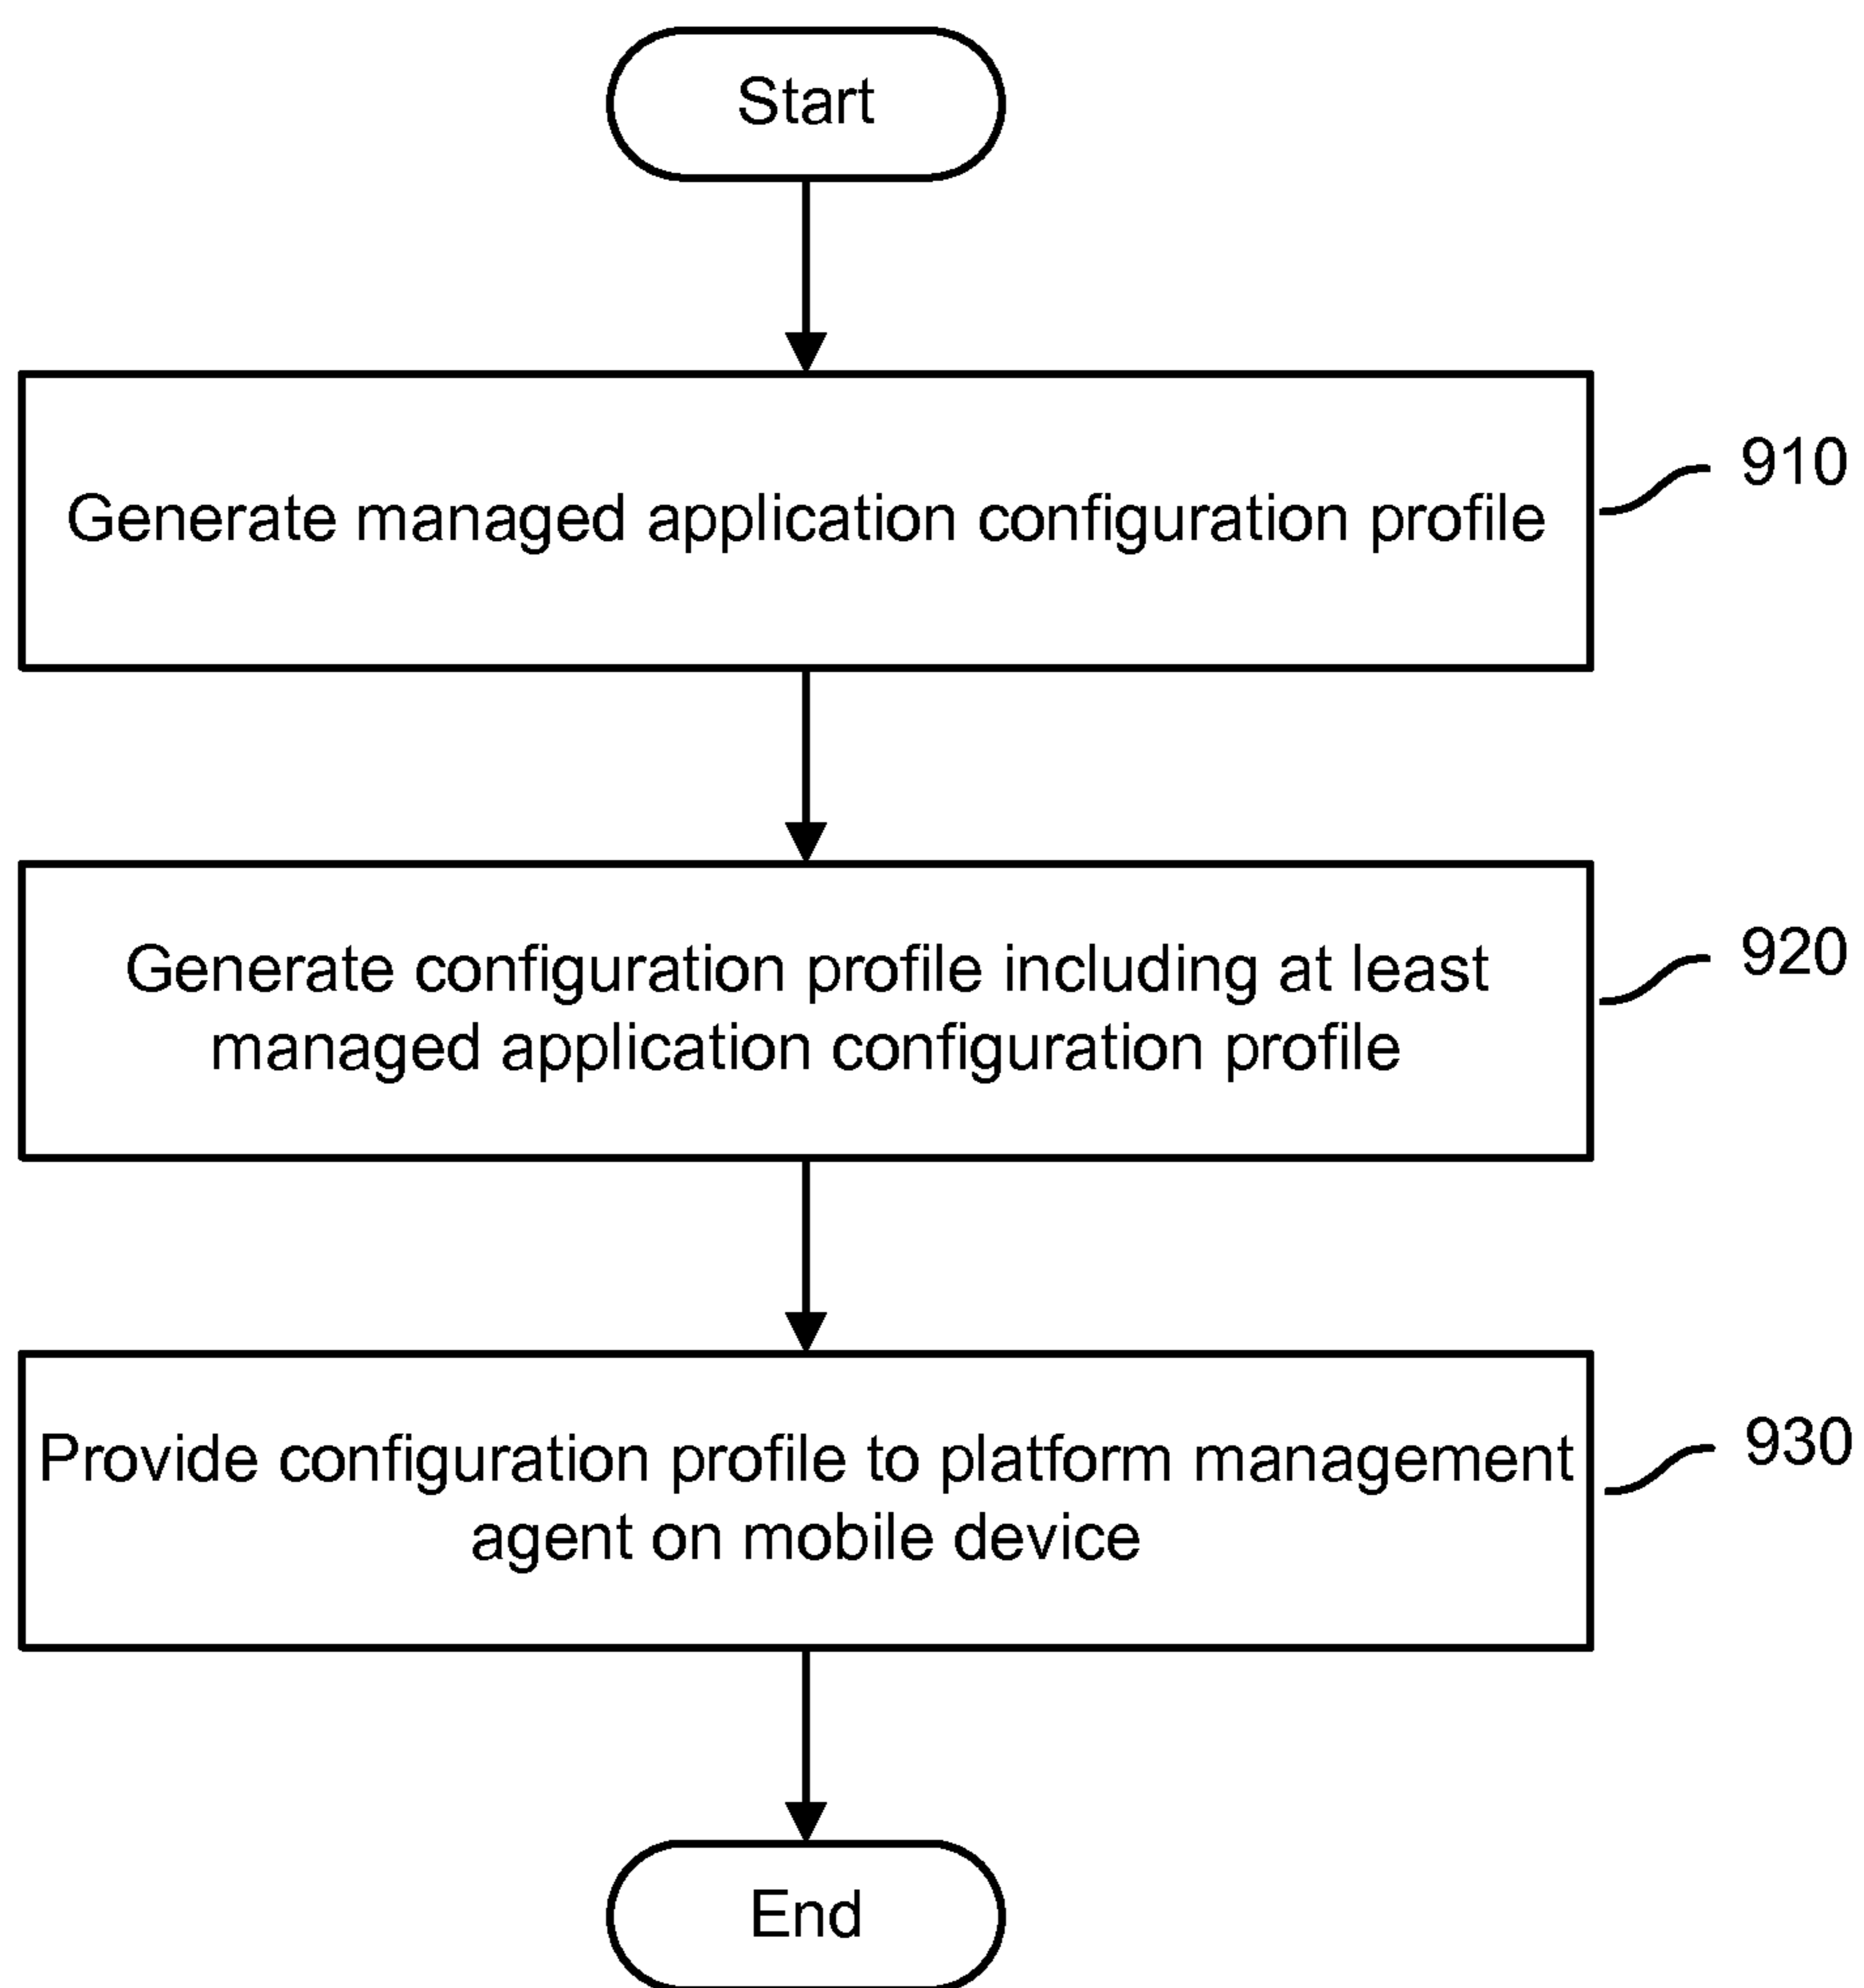 Start
Generate managed application configuration profile
910
Generate configuration profile including at least
managed application configuration profile
920
Provide configuration profile to platform management
agent on mobile device
930
End